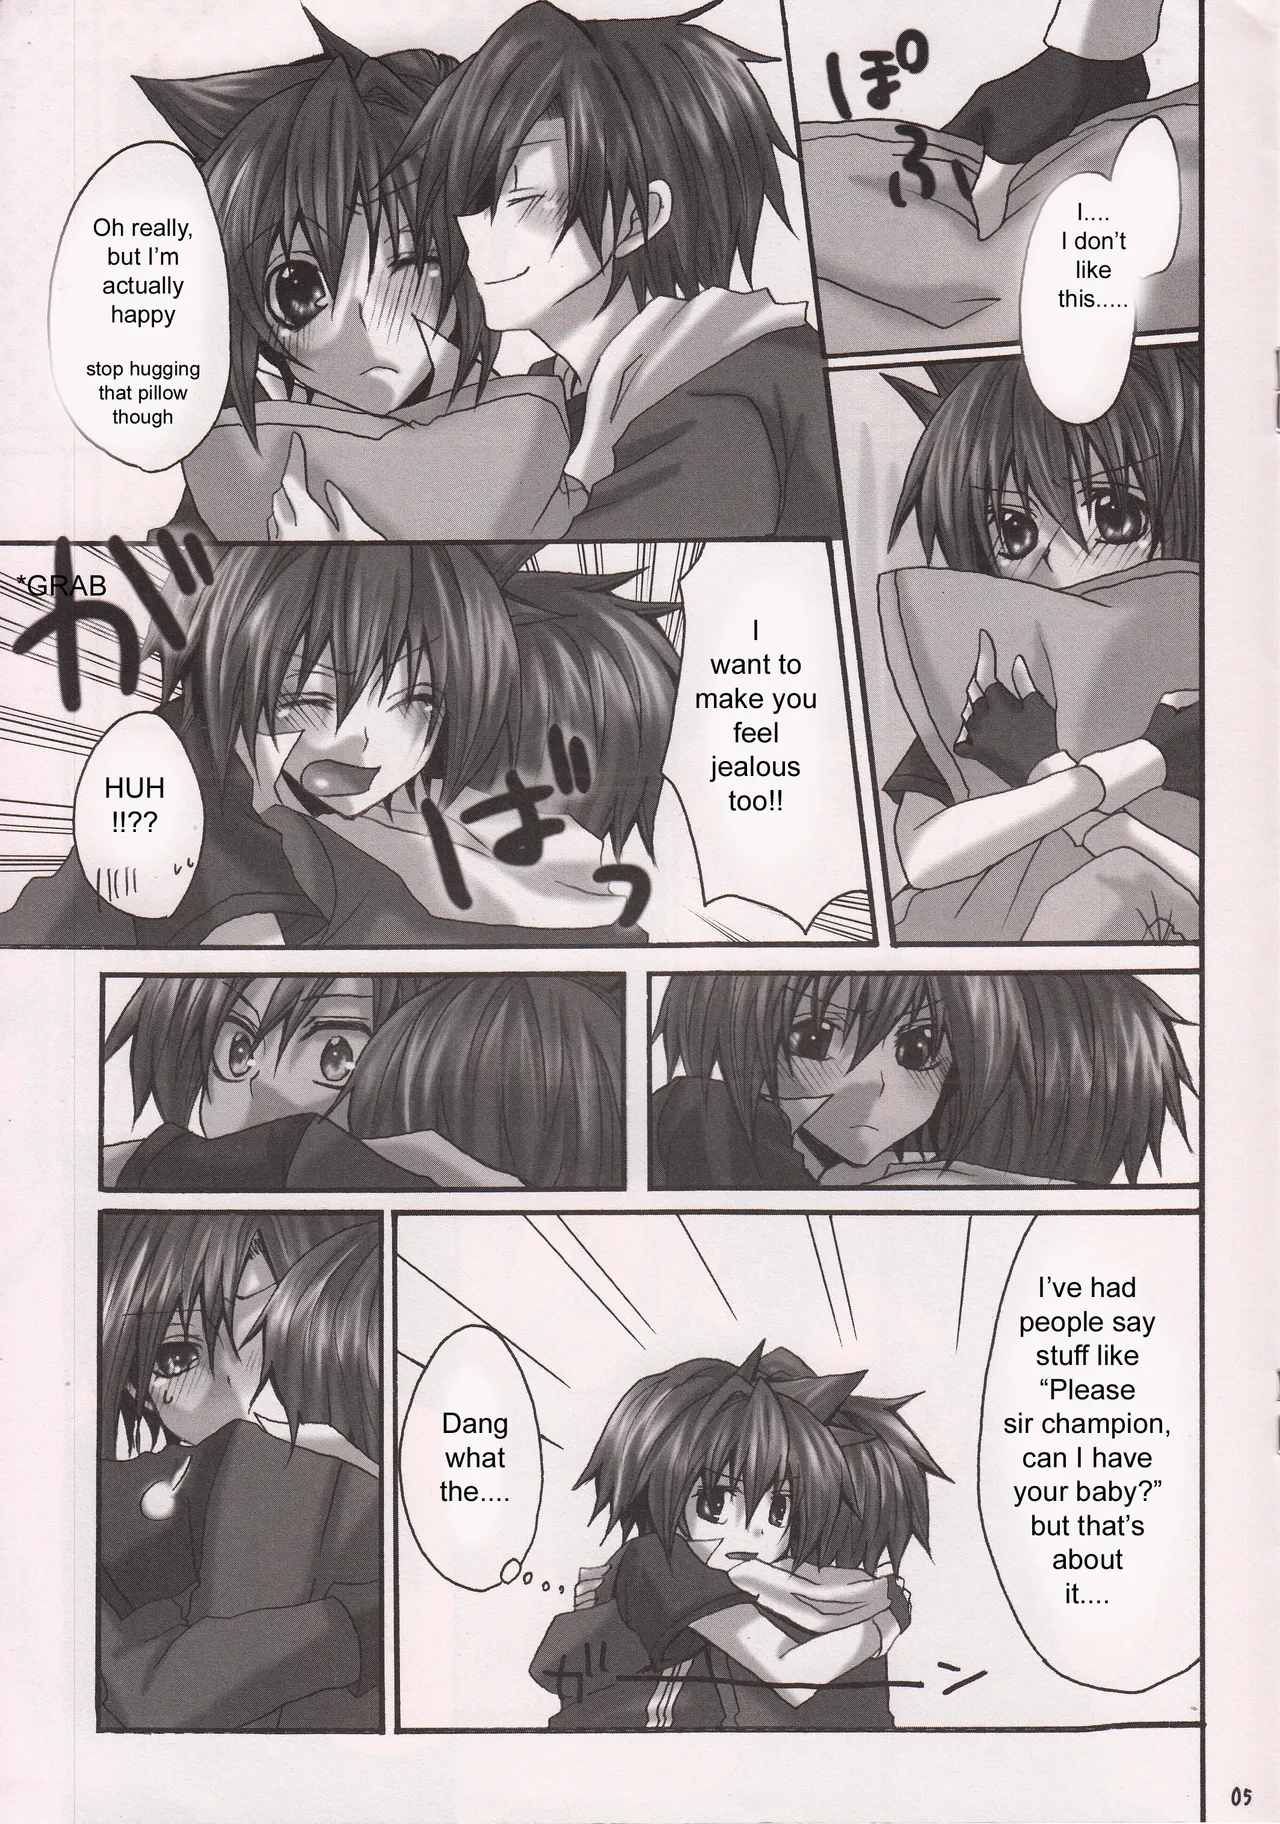 ぽ
ふ
I....
I don't
like
this.....
Oh really,
but I'm
actually
happy
stop hugging
that pillow
though
I
want to
make you
feel
jealous
too!!
*GRAB
ガ
ば
っ
HUH
!!??
I've had
people say
stuff like
“Please
sir champion,
can I have
your baby?”
but that's
about
it....
Dang
what
the....
ガーン
05